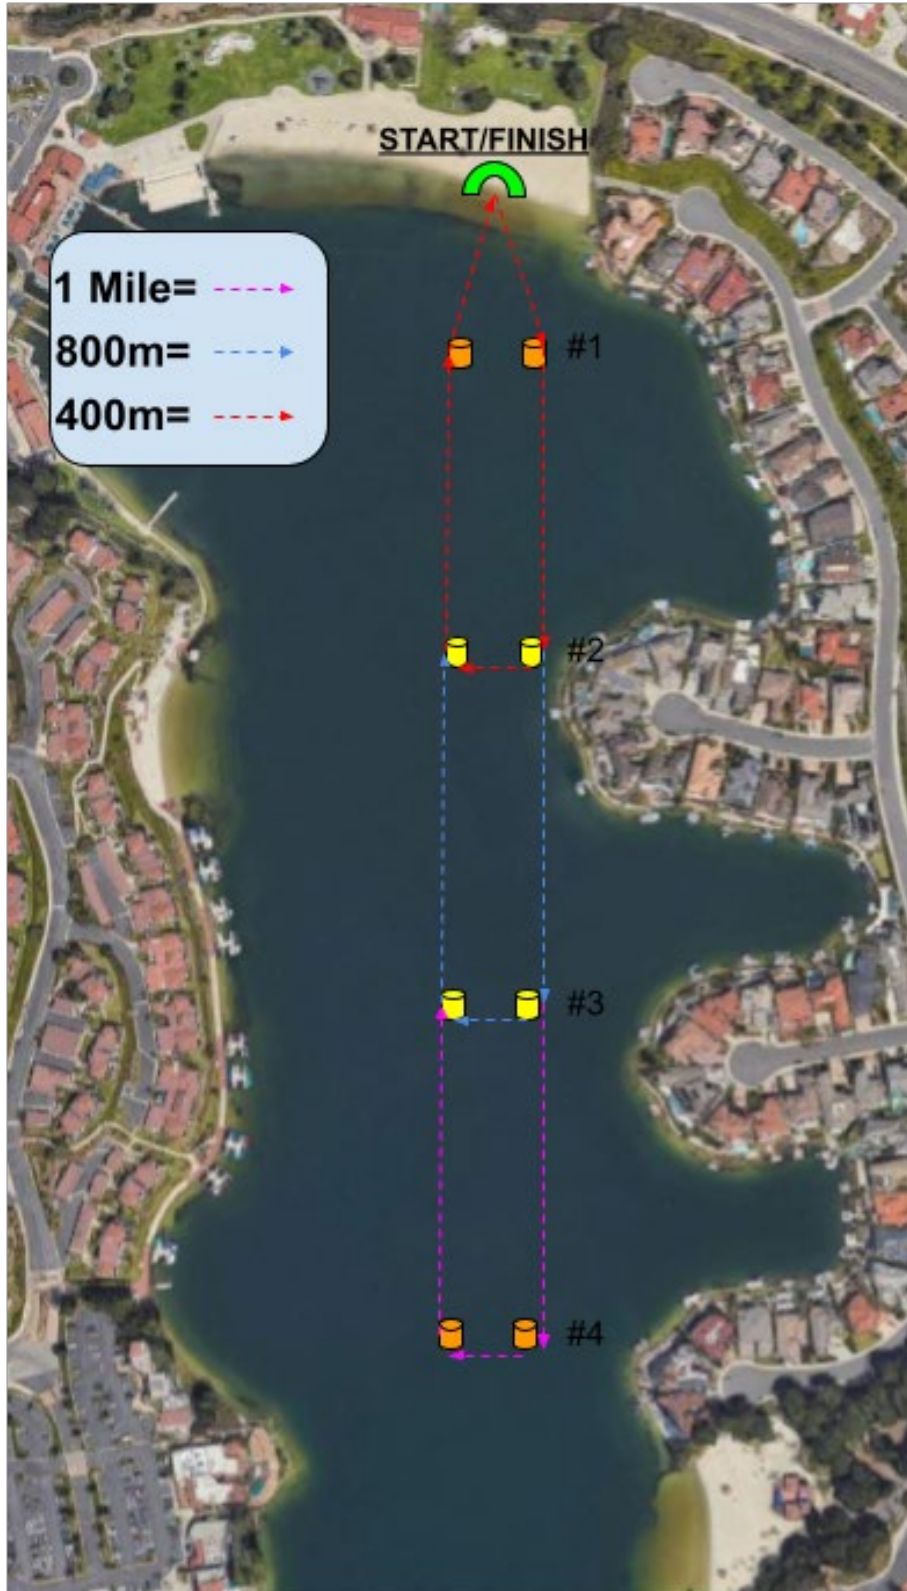 START/FINISH
1 Mile=
800m=
400m=
#1
#2
#3
#4